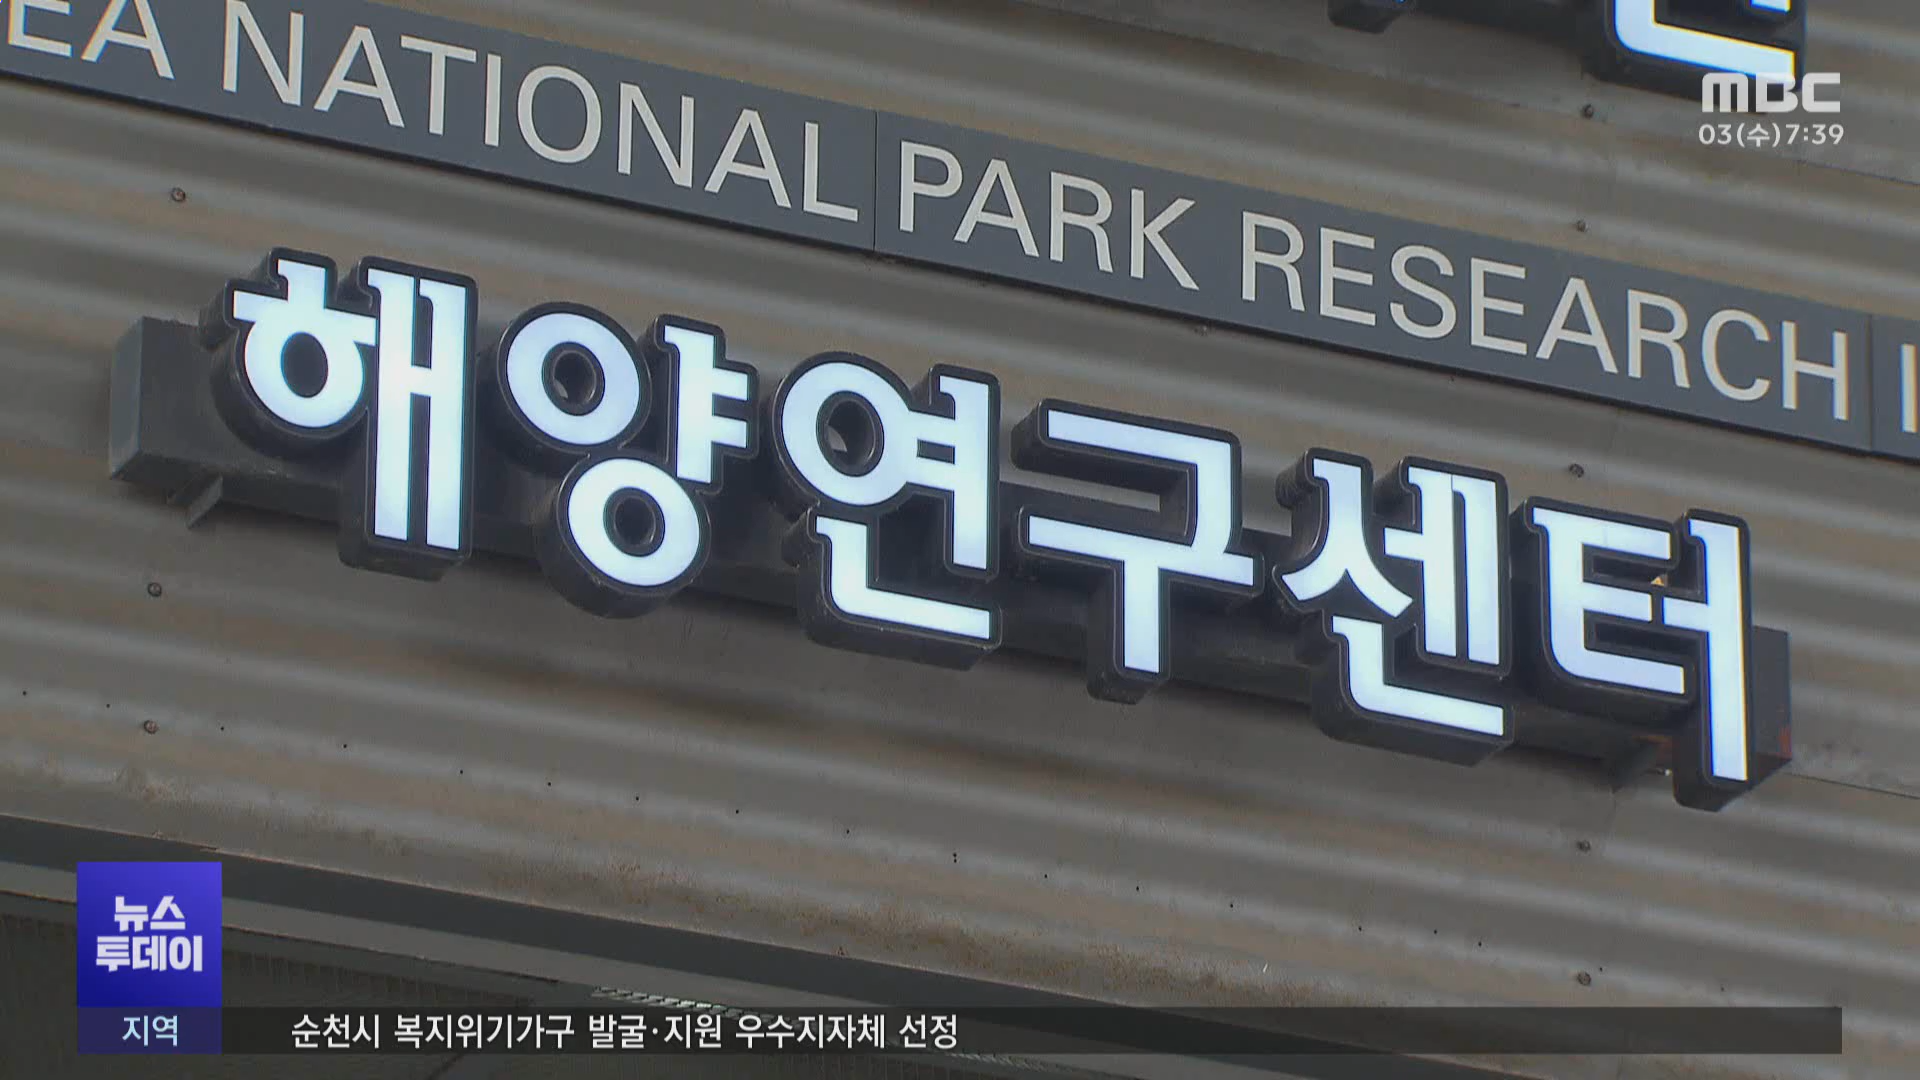 EA NATIONAL PARK RESEARCH
MBC
03(수)7:39
해양연구센터
뉴스
투데이
지역
순천시 복지위기가구 발굴·지원 우수지자체 선정